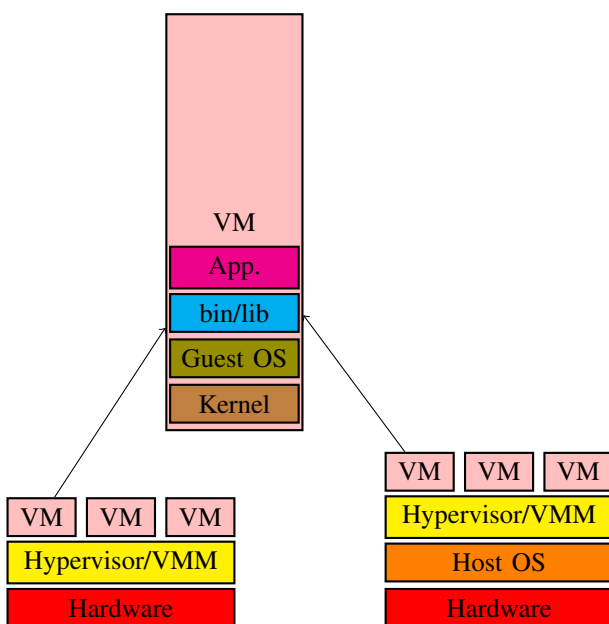 VM
App.
bin/lib
Guest OS
Kernel
VM VM VM
Hypervisor/VMM
Hardware
VM VM VM
Hypervisor/VMM
Host OS
Hardware